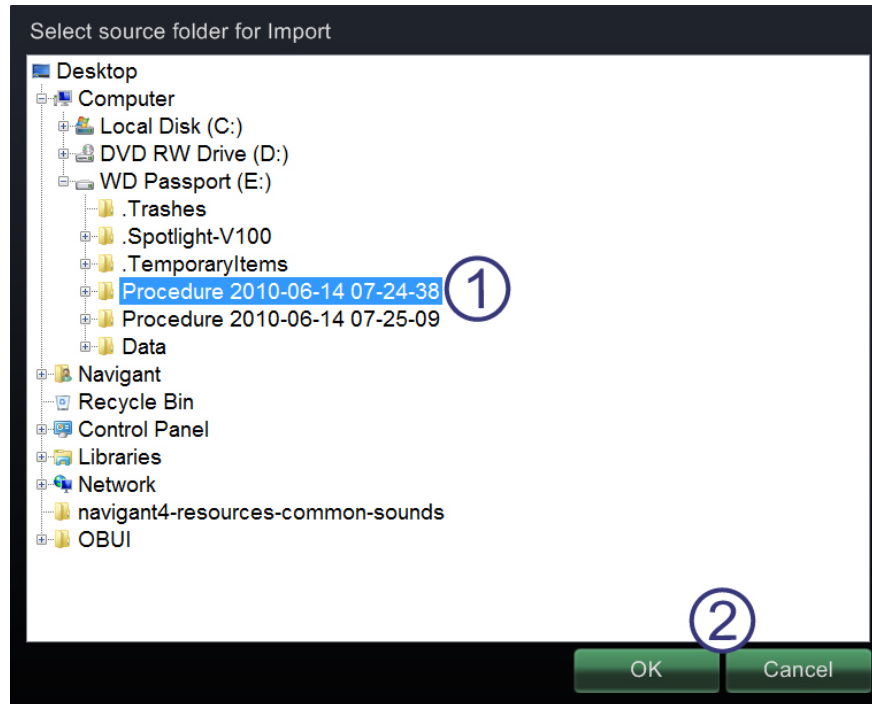 Select source folder for Import
Desktop
Computer
Local Disk (C:)
DVD RW Drive (D:)
WD Passport (E:)
.Trashes
.Spotlight-V100
.TemporaryItems
Procedure 2010-06-14 07-24-38 1
Procedure 2010-06-14 07-25-09
Data
Navigant
Recycle Bin
Control Panel
Libraries
Network
navigant4-resources-common-sounds
OBUI
2
OK Cancel